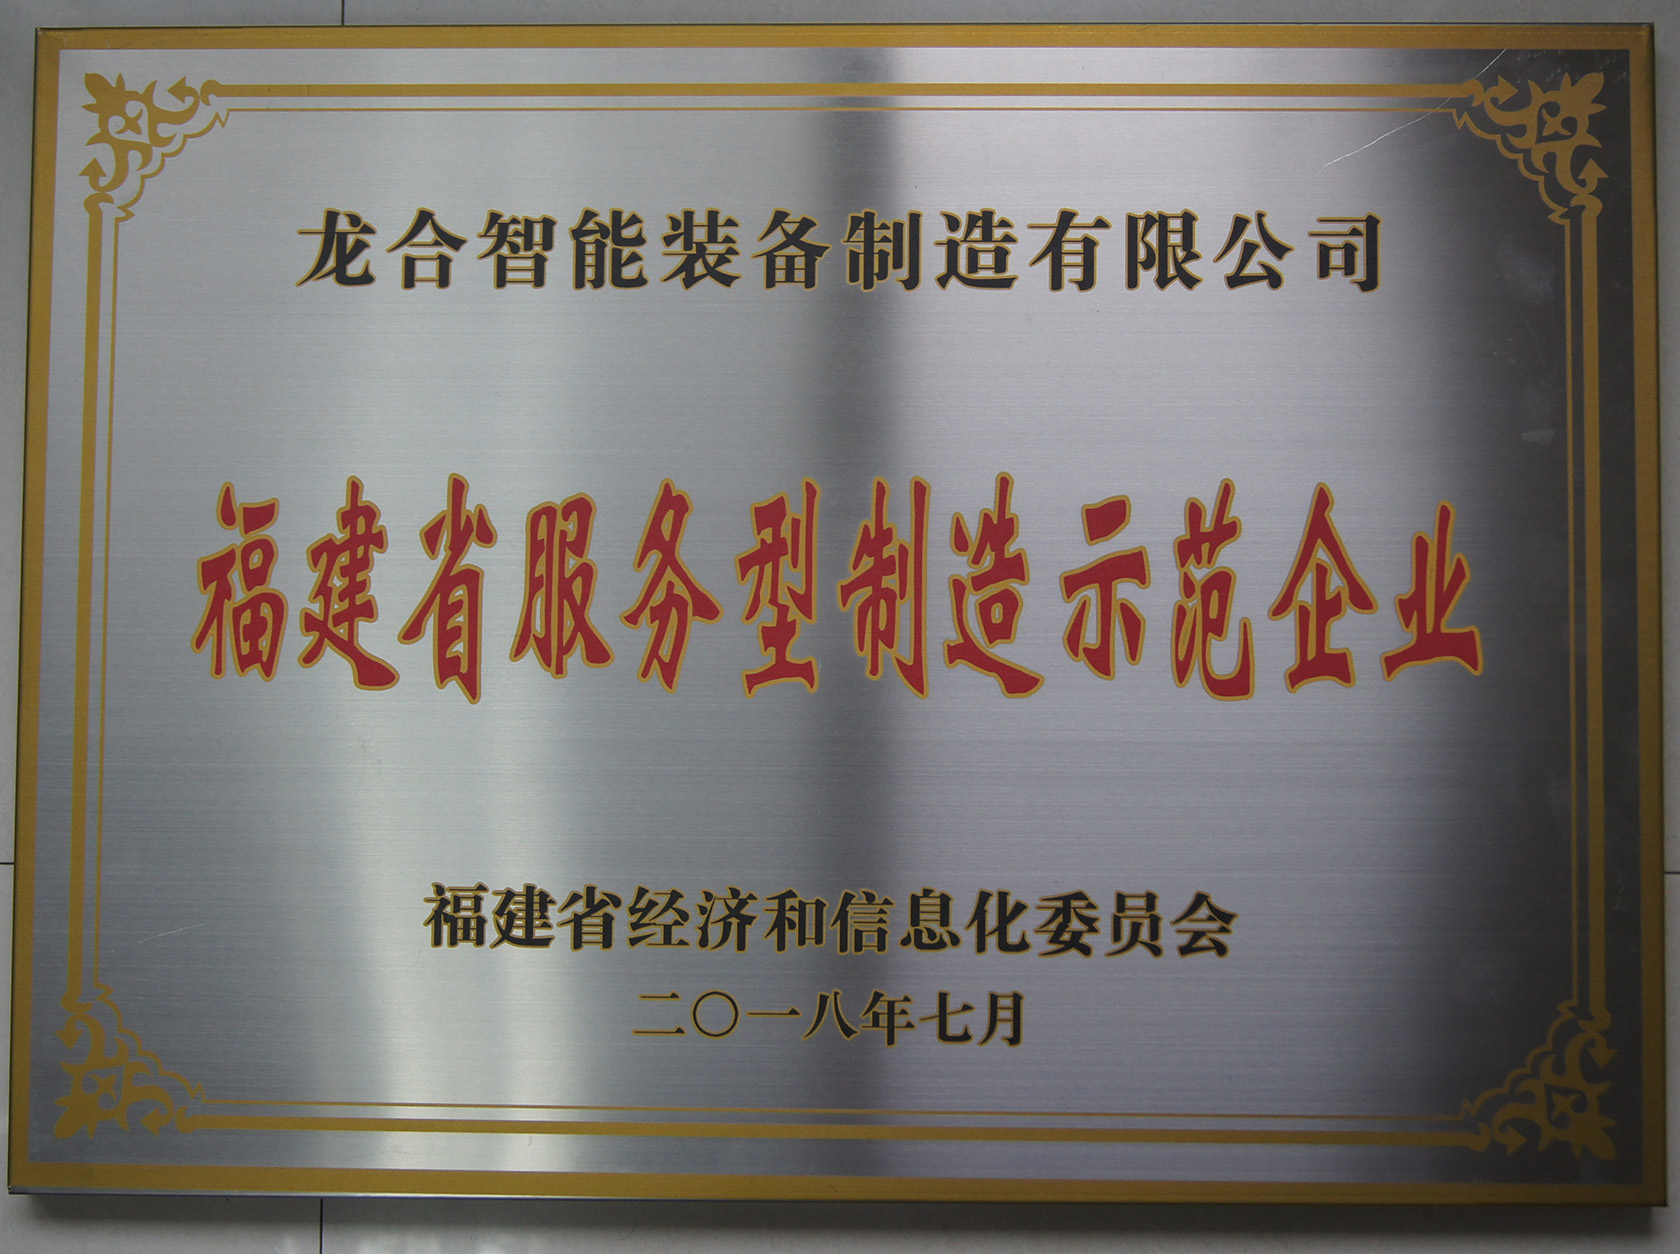 龙合智能装备制造有限公司
福建省服务型制造示范企业
福建省经济和信息化委员会
二〇一八年七月